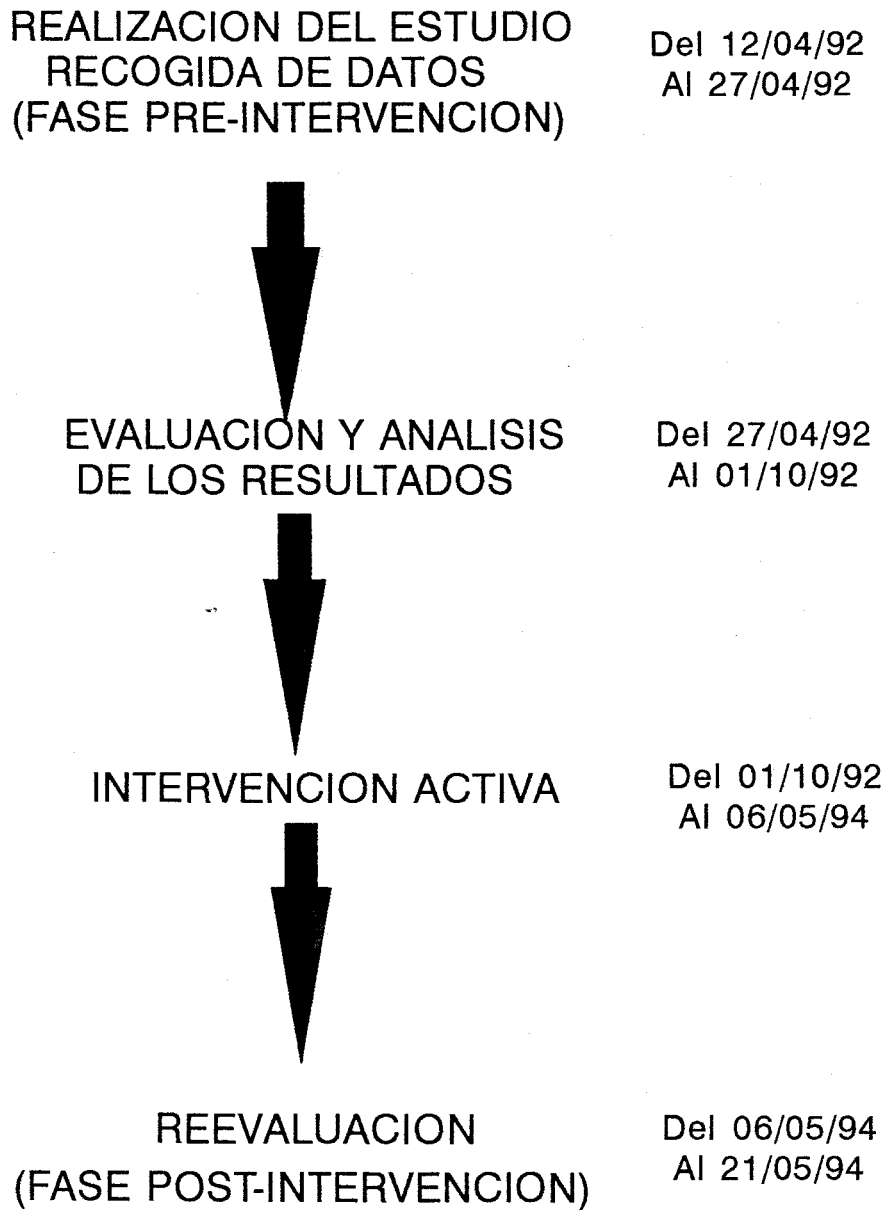 REALIZACION DEL ESTUDIO
RECOGIDA DE DATOS
(FASE PRE-INTERVENCION)
Del 12/04/92
Al 27/04/92
EVALUACION Y ANALISIS
DE LOS RESULTADOS
Del 27/04/92
Al 01/10/92
INTERVENCION ACTIVA
Del 01/10/92
Al 06/05/94
REEVALUACION
(FASE POST-INTERVENCION)
Del 06/05/94
Al 21/05/94